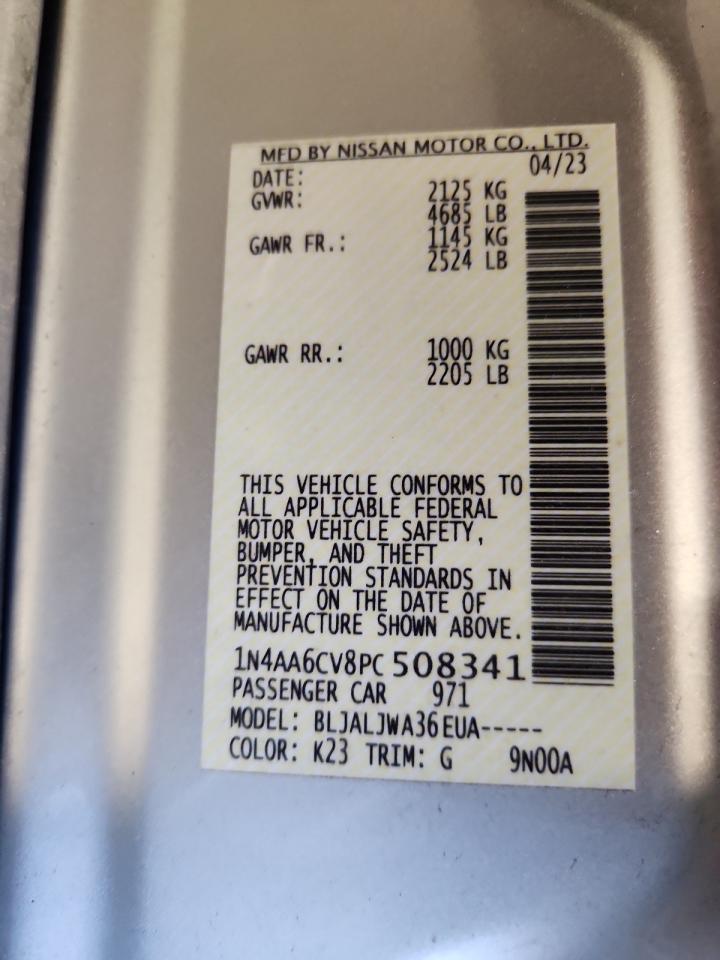 MFD BY NISSAN MOTOR CO., LTD.
DATE: 04/23
GVWR: 2125 KG
4685 LB
GAWR FR.: 1145 KG
2524 LB
GAWR RR.: 1000 KG
2205 LB
THIS VEHICLE CONFORMS TO
ALL APPLICABLE FEDERAL
MOTOR VEHICLE SAFETY,
BUMPER, AND THEFT
PREVENTION STANDARDS IN
EFFECT ON THE DATE OF
MANUFACTURE SHOWN ABOVE.
1N4AA6CV8PC508341
PASSENGER CAR 971
MODEL: BLJALJWA36EUA-----
COLOR: K23 TRIM: G 9N00A